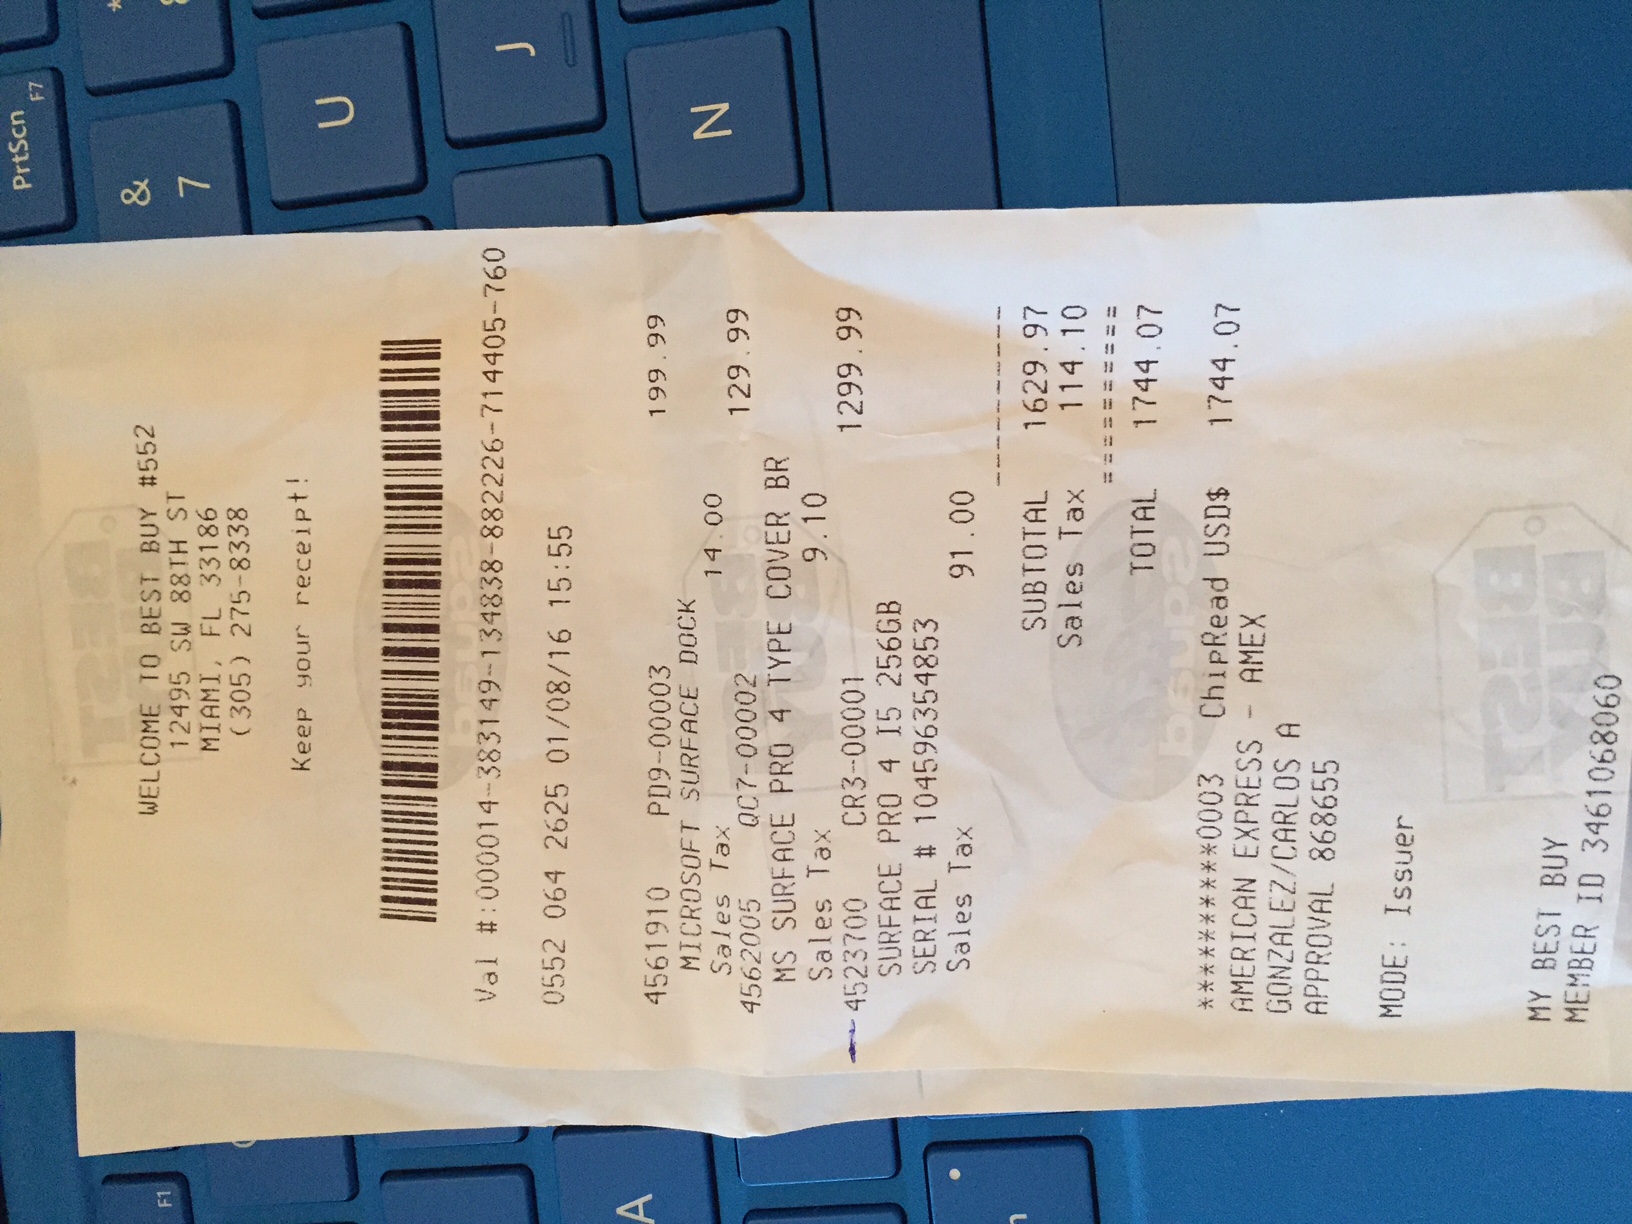 WELCOME TO BEST BUY #552
12495 SW 88TH ST
MIAMI, FL 33186
(305) 275-8338
Keep your receipt!
Val #:000014-383149-134838-882226-714405-760
0552 064 2625 01/08/16 15:55
4561910 PD9-00003 199.99
MICROSOFT SURFACE DOCK
Sales Tax 14.00
4562005 QC7-00002 129.99
MS SURFACE PRO 4 TYPE COVER BR
Sales Tax 9.10
4523700 CR3-00001 1299.99
SURFACE PRO 4 I5 256GB
SERIAL # 104596354853
Sales Tax 91.00
----------
SUBTOTAL 1629.97
Sales Tax 114.10
==========
TOTAL 1744.07
***********0003 ChipRead USD$ 1744.07
AMERICAN EXPRESS - AMEX
GONZALEZ/CARLOS A
APPROVAL 868655
MODE: Issuer
MY BEST BUY
MEMBER ID 3461068060
PrtScn F7
&
7
U
J
N
F1
A